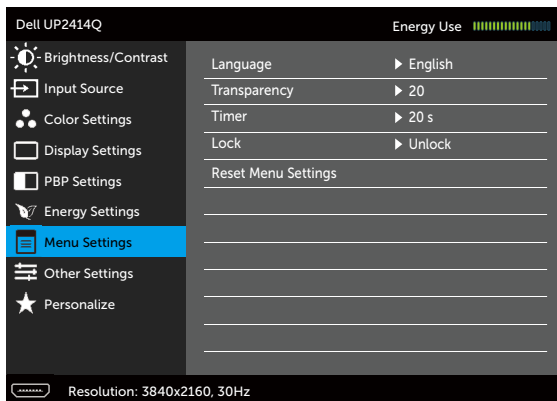 Dell UP2414Q Energy Use
Brightness/Contrast
Input Source
Color Settings
Display Settings
PBP Settings
Energy Settings
Menu Settings
Other Settings
Personalize
Language English
Transparency 20
Timer 20 s
Lock Unlock
Reset Menu Settings
Resolution: 3840x2160, 30Hz